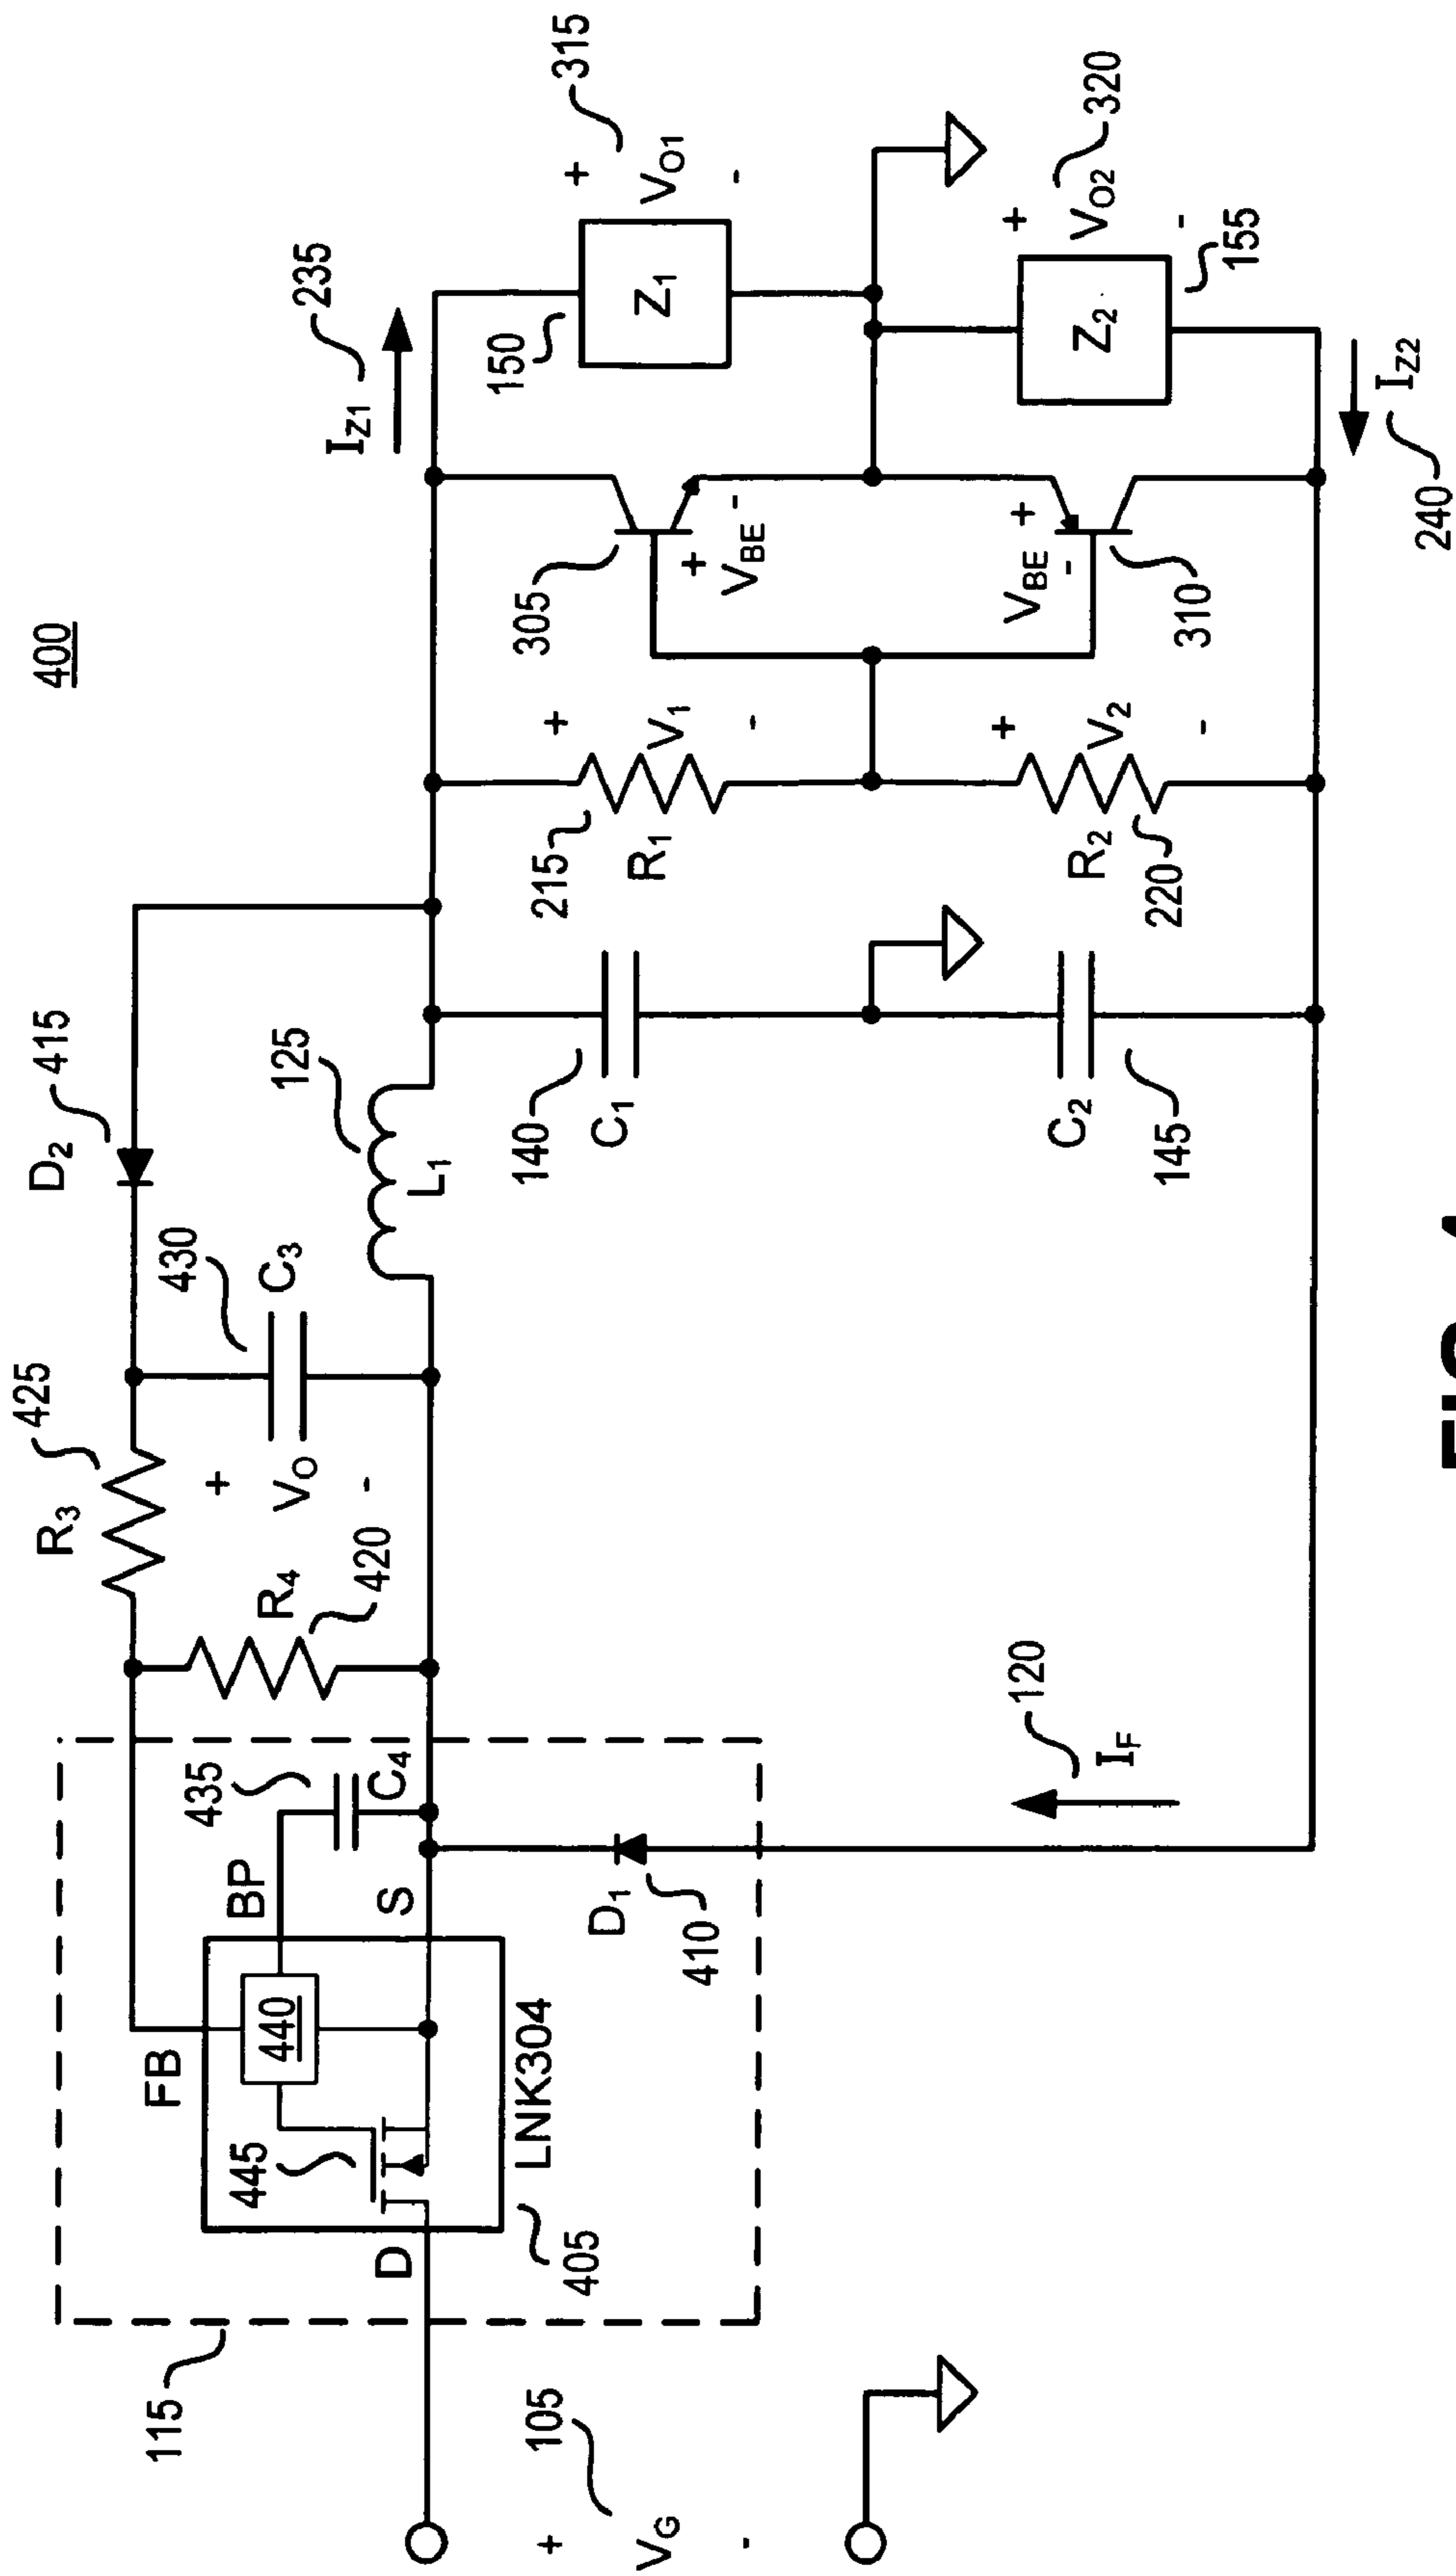 400
D2
415
R3
425
430
C3
125
L1
+
VO
-
R4
420
FB
BP
435
C4
440
445
S
D
LNK304
405
115
D1
410
120
IF
+
VG
-
105
140
C1
C2
145
215
R1
+
V1
-
R2
220
+
V2
-
305
+
VBE
-
+
VBE
-
310
IZ1
235
150
Z1
+
VO1
-
315
Z2
155
+
VO2
-
320
IZ2
240